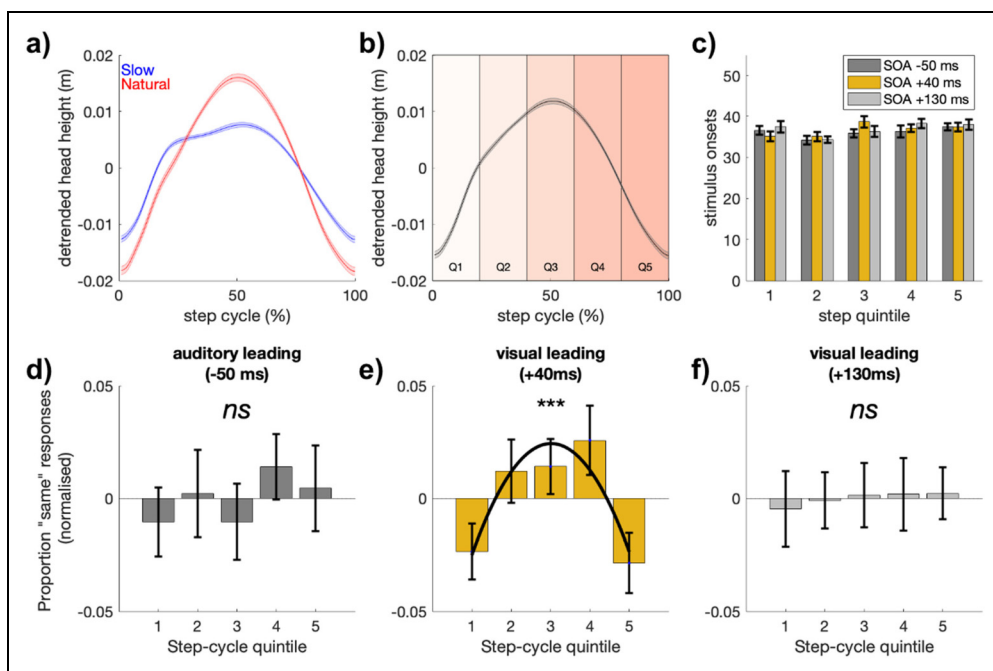 a)
Slow
Natural
detrended head height (m)
0.02
0.01
0
-0.01
-0.02
0
50
100
step cycle (%)
b)
detrended head height (m)
0.02
0.01
0
-0.01
-0.02
Q1 Q2 Q3 Q4 Q5
0
50
100
step cycle (%)
c)
SOA -50 ms
SOA +40 ms
SOA +130 ms
stimulus onsets
50
40
30
20
10
0
1 2 3 4 5
step quintile
d)
auditory leading
(-50 ms)
ns
Proportion "same" responses
(normalised)
0.05
0
-0.05
1 2 3 4 5
Step-cycle quintile
e)
visual leading
(+40ms)
***
0.05
0
-0.05
1 2 3 4 5
Step-cycle quintile
f)
visual leading
(+130ms)
ns
0.05
0
-0.05
1 2 3 4 5
Step-cycle quintile